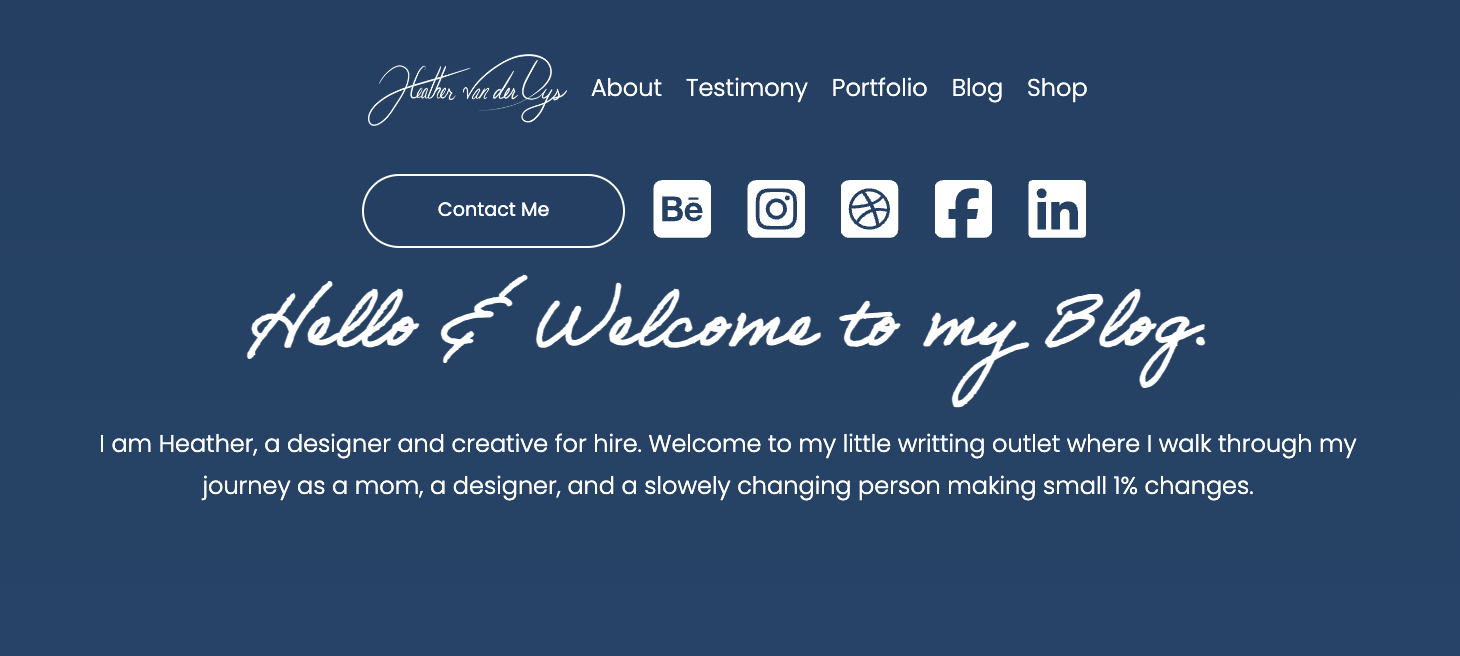 Heather van der Dys About Testimony Portfolio Blog Shop
Contact Me Bē in
Hello & Welcome to my Blog.
I am Heather, a designer and creative for hire. Welcome to my little writting outlet where I walk through my
journey as a mom, a designer, and a slowely changing person making small 1% changes.